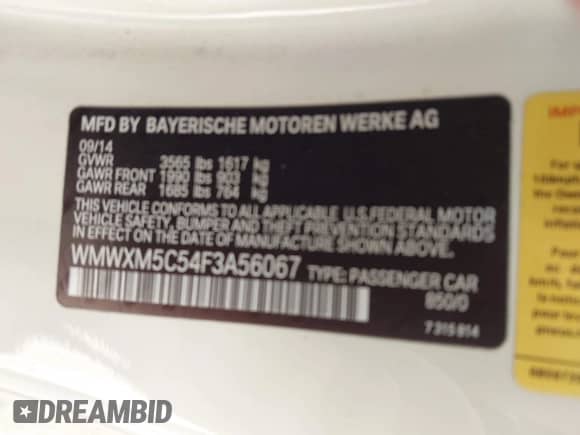 MFD BY BAYERISCHE MOTOREN WERKE AG
09/14
GVWR 3565 lbs 1617 kg
GAWR FRONT 1990 lbs 903 kg
GAWR REAR 1685 lbs 764 kg
THIS VEHICLE CONFORMS TO ALL APPLICABLE U.S. FEDERAL MOTOR
VEHICLE SAFETY, BUMPER AND THEFT PREVENTION STANDARDS
IN EFFECT ON THE DATE OF MANUFACTURE SHOWN ABOVE.
WMWXM5C54F3A56067 TYPE: PASSENGER CAR
850/0
7 315 814
DREAMBID